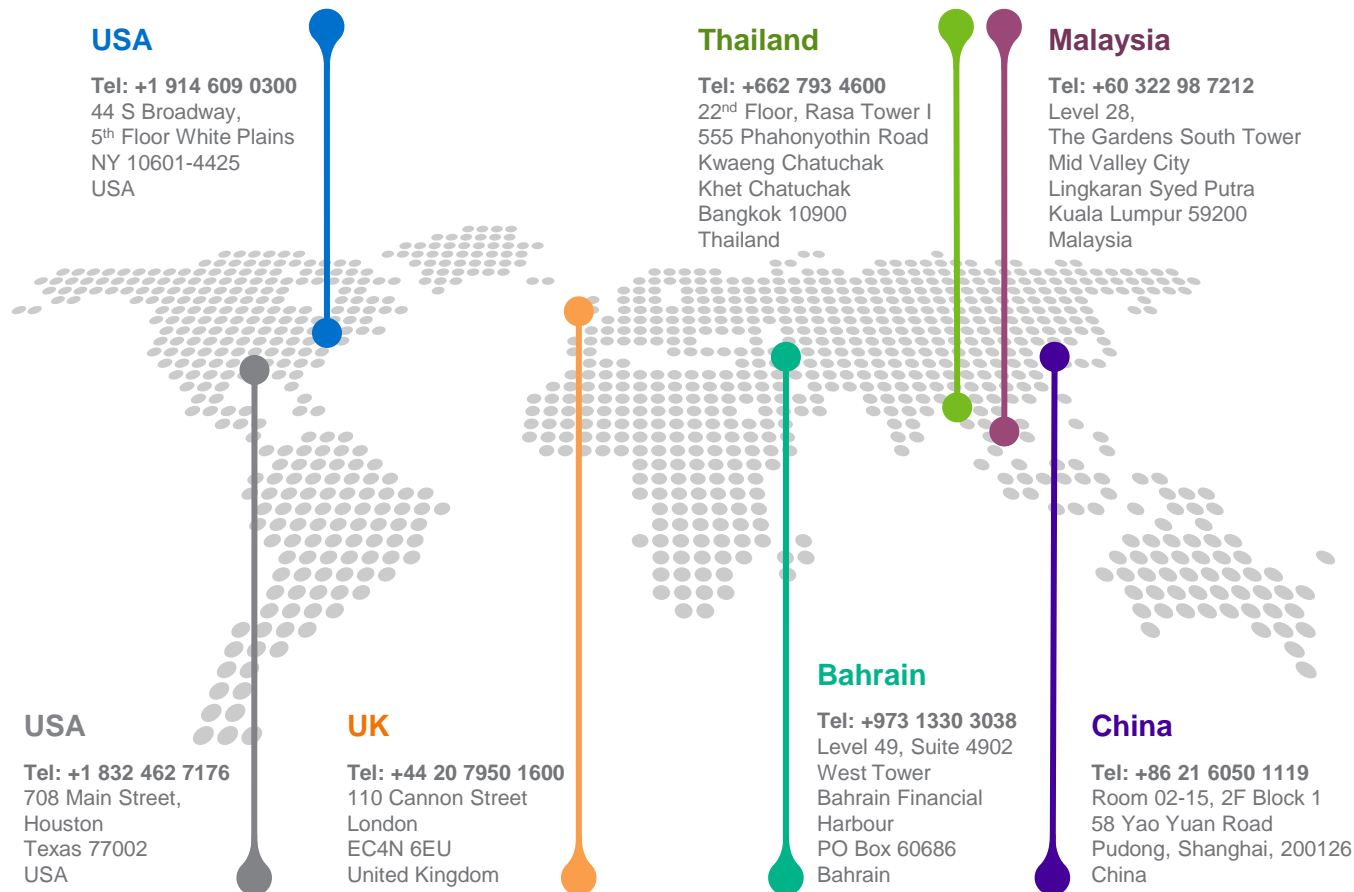 USA
Tel: +1 914 609 0300
44 S Broadway,
5th Floor White Plains
NY 10601-4425
USA
Thailand
Tel: +662 793 4600
22nd Floor, Rasa Tower I
555 Phahonyothin Road
Kwaeng Chatuchak
Khet Chatuchak
Bangkok 10900
Thailand
Malaysia
Tel: +60 322 98 7212
Level 28,
The Gardens South Tower
Mid Valley City
Lingkaran Syed Putra
Kuala Lumpur 59200
Malaysia
USA
Tel: +1 832 462 7176
708 Main Street,
Houston
Texas 77002
USA
UK
Tel: +44 20 7950 1600
110 Cannon Street
London
EC4N 6EU
United Kingdom
Bahrain
Tel: +973 1330 3038
Level 49, Suite 4902
West Tower
Bahrain Financial
Harbour
PO Box 60686
Bahrain
China
Tel: +86 21 6050 1119
Room 02-15, 2F Block 1
58 Yao Yuan Road
Pudong, Shanghai, 200126
China